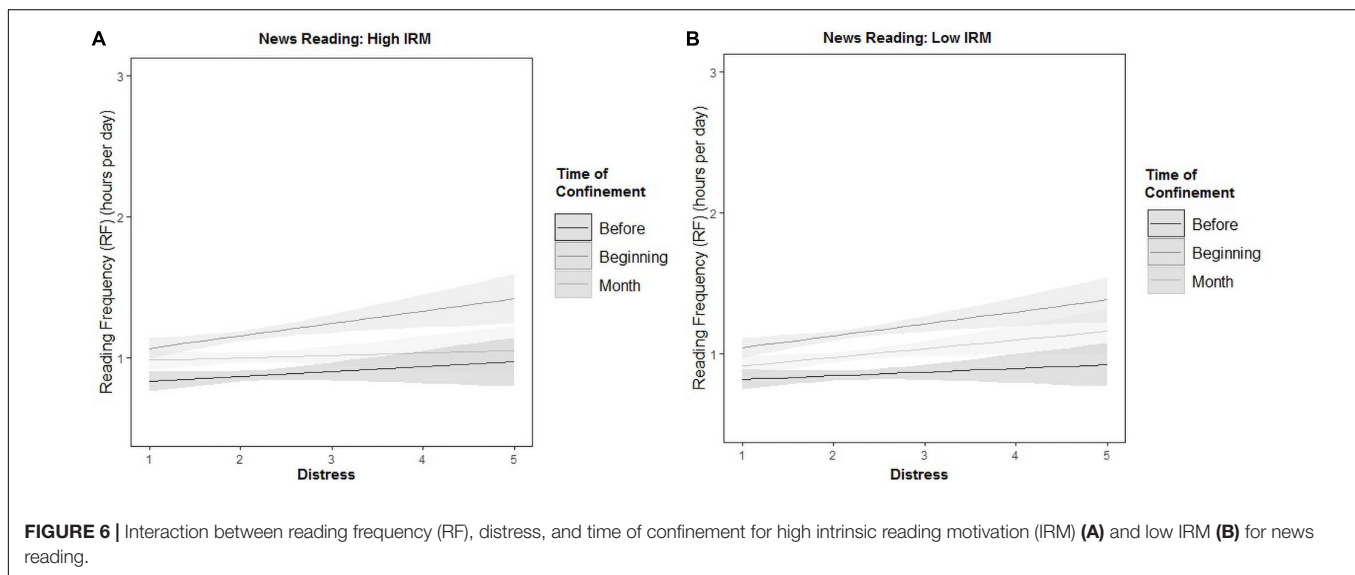 A
News Reading: High IRM
Reading Frequency (RF) (hours per day)
3
2
1
1 2 3 4 5
Distress
Time of
Confinement
Before
Beginning
Month
B
News Reading: Low IRM
Reading Frequency (RF) (hours per day)
3
2
1
1 2 3 4 5
Distress
Time of
Confinement
Before
Beginning
Month
FIGURE 6 | Interaction between reading frequency (RF), distress, and time of confinement for high intrinsic reading motivation (IRM) (A) and low IRM (B) for news
reading.